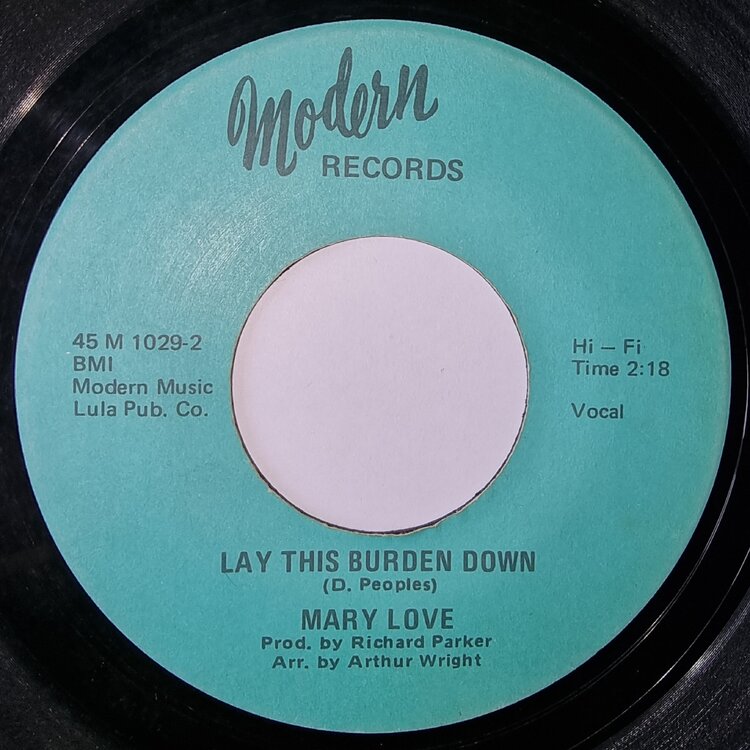 Modern
RECORDS
45 M 1029-2
BMI
Modern Music
Lula Pub. Co.
Hi – Fi
Time 2:18
Vocal
LAY THIS BURDEN DOWN
(D. Peoples)
MARY LOVE
Prod. by Richard Parker
Arr. by Arthur Wright